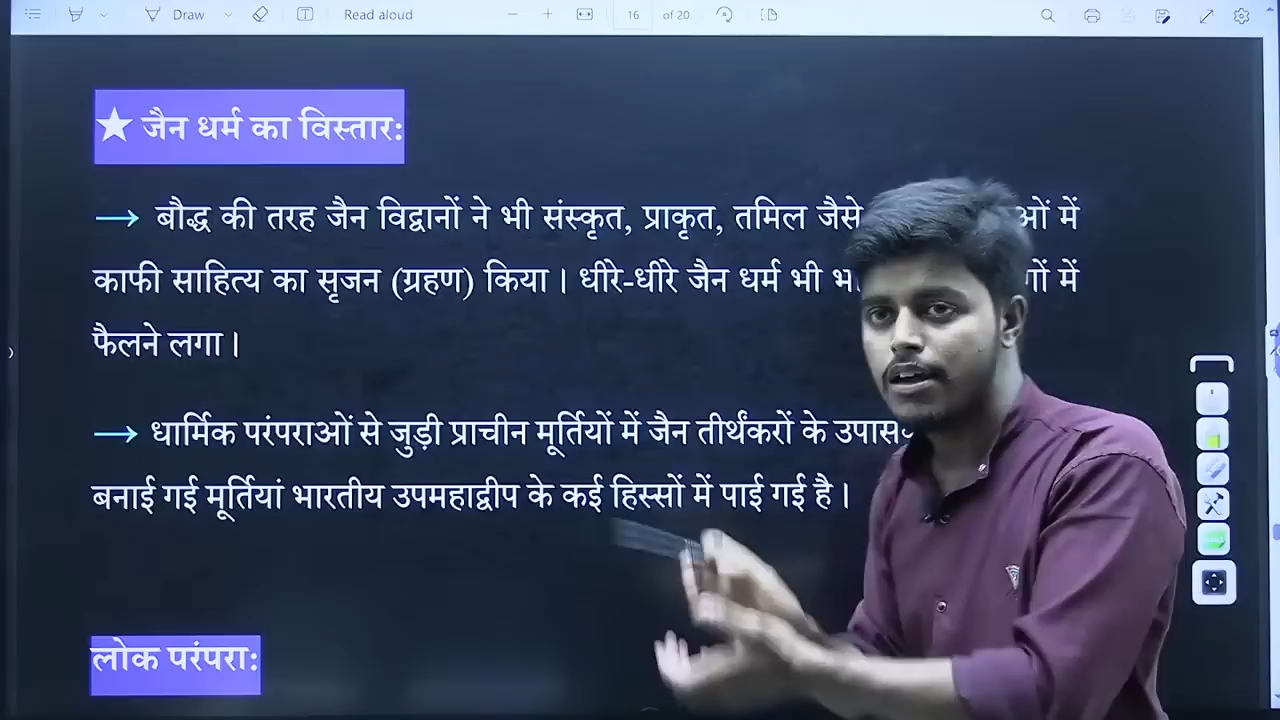 Draw
Read aloud
16
of 20
★ जैन धर्म का विस्तार:
→ बौद्ध की तरह जैन विद्वानों ने भी संस्कृत, प्राकृत, तमिल जैसे में
काफी साहित्य का सृजन (ग्रहण) किया। धीरे-धीरे जैन धर्म भी में
फैलने लगा।
→ धार्मिक परंपराओं से जुड़ी प्राचीन मूर्तियों में जैन तीर्थंकरों के
बनाई गई मूर्तियां भारतीय उपमहाद्वीप के कई हिस्सों में पाई गई है।
लोक परंपरा: